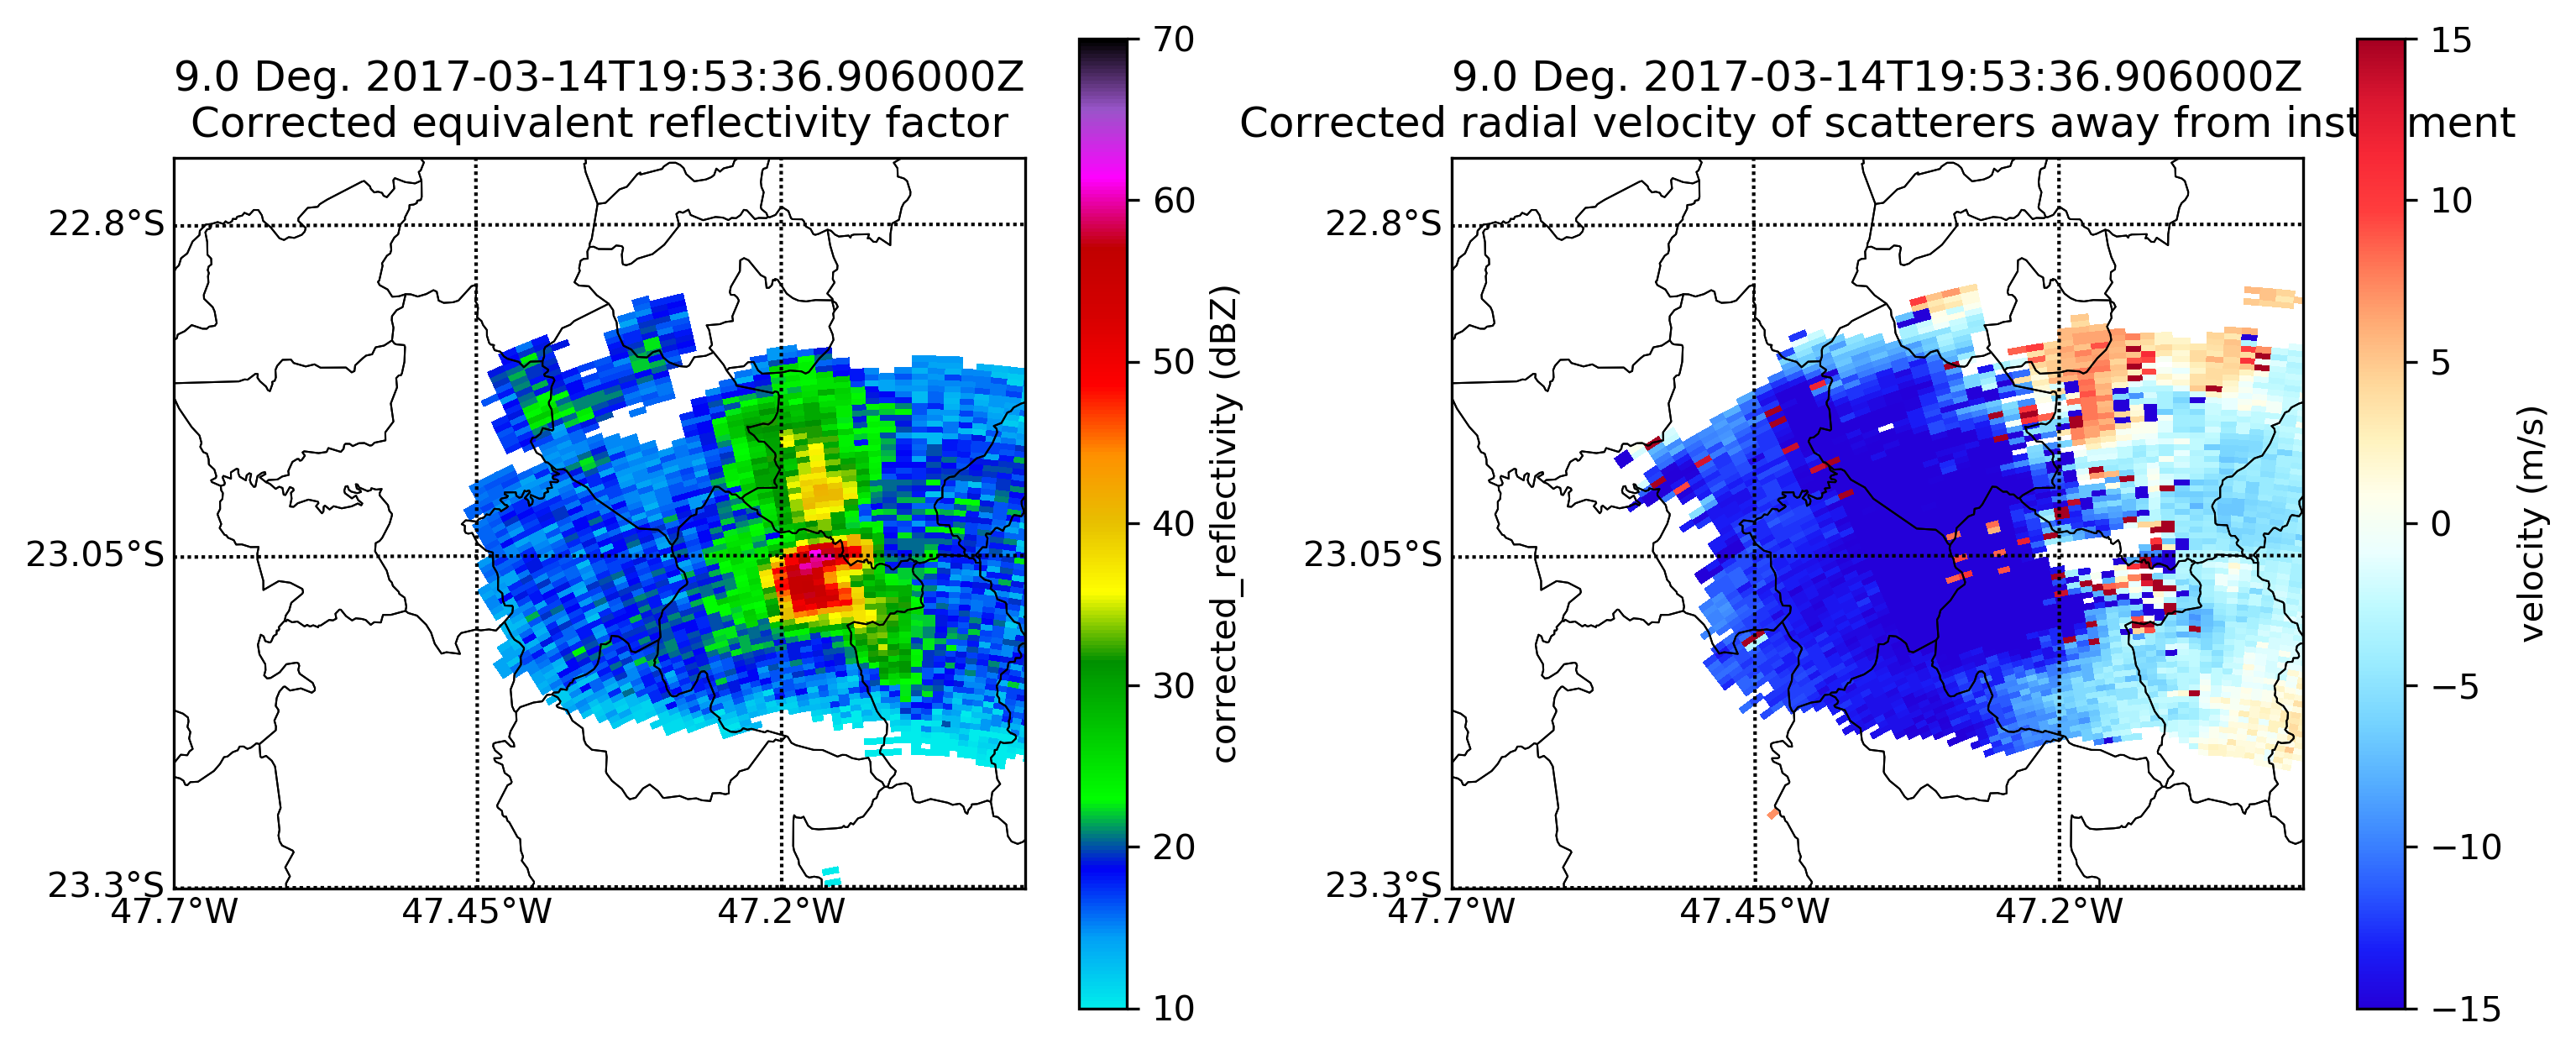 9.0 Deg. 2017-03-14T19:53:36.906000Z
Corrected equivalent reflectivity factor
22.8°S
23.05°S
23.3°S
47.7°W
47.45°W
47.2°W
70
60
50
40
30
20
10
corrected_reflectivity (dBZ)
9.0 Deg. 2017-03-14T19:53:36.906000Z
Corrected radial velocity of scatterers away from inst ment
22.8°S
23.05°S
23.3°S
47.7°W
47.45°W
47.2°W
15
10
5
0
−5
−10
−15
velocity (m/s)